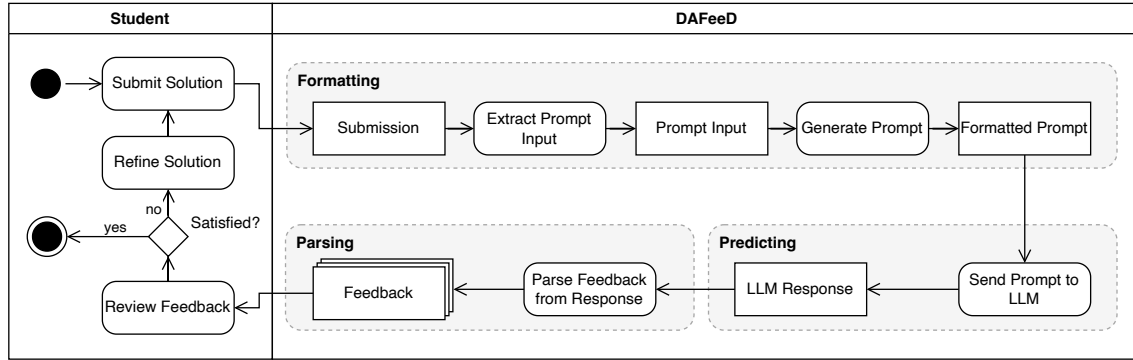 Student
DAFeeD
Submit Solution
Refine Solution
no
Satisfied?
yes
Review Feedback
Formatting
Submission
Extract Prompt
Input
Prompt Input
Generate Prompt
Formatted Prompt
Parsing
Feedback
Parse Feedback
from Response
Predicting
LLM Response
Send Prompt to
LLM